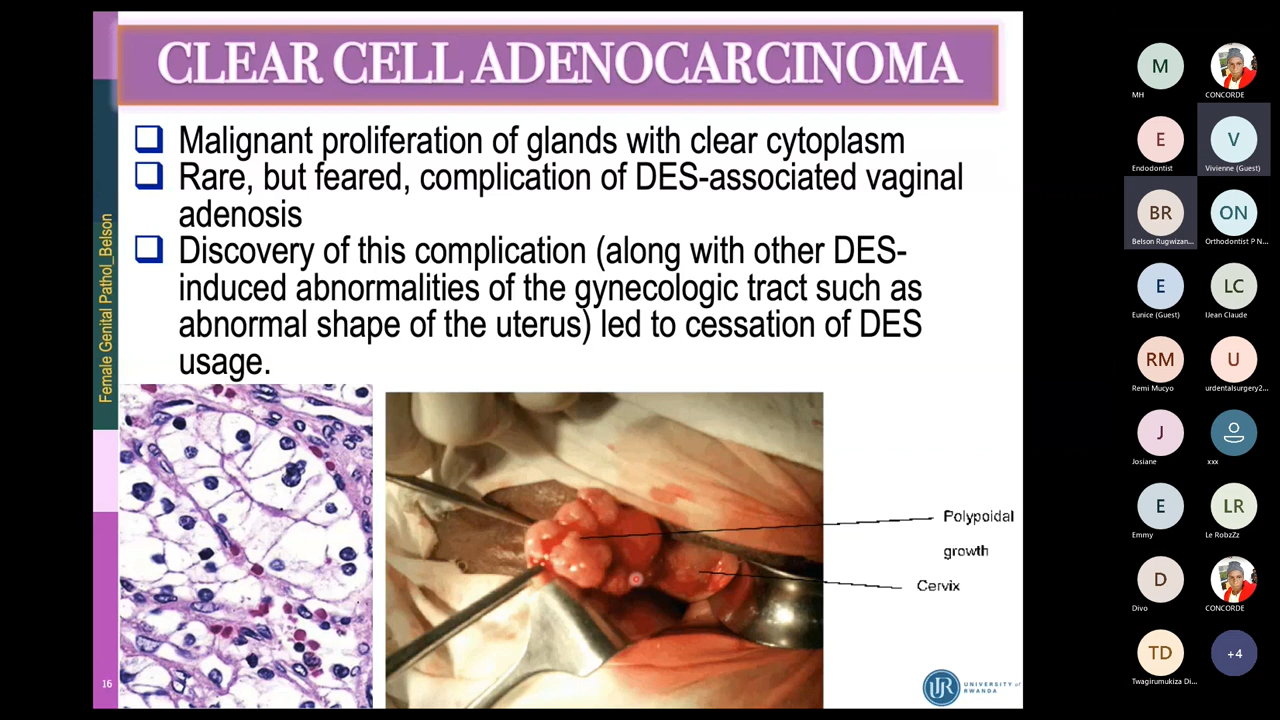 CLEAR CELL ADENOCARCINOMA
Malignant proliferation of glands with clear cytoplasm
Rare, but feared, complication of DES-associated vaginal
adenosis
Discovery of this complication (along with other DES-
induced abnormalities of the gynecologic tract such as
abnormal shape of the uterus) led to cessation of DES
usage.
Female Genital Pathol_Belson
Polypoidal
growth
Cervix
16
UR
UNIVERSITY of
RWANDA
M
MH
CONCORDE
E
Endodontist
V
Vivienne (Guest)
BR
Belson Rugwizan...
ON
Orthodontist P N...
E
Eunice (Guest)
LC
IJean Claude
RM
Remi Mucyo
U
urdentalsurgery2...
J
Josiane
xxx
E
Emmy
LR
Le RobzZz
D
Divo
CONCORDE
TD
Twagirumukiza Di...
+4